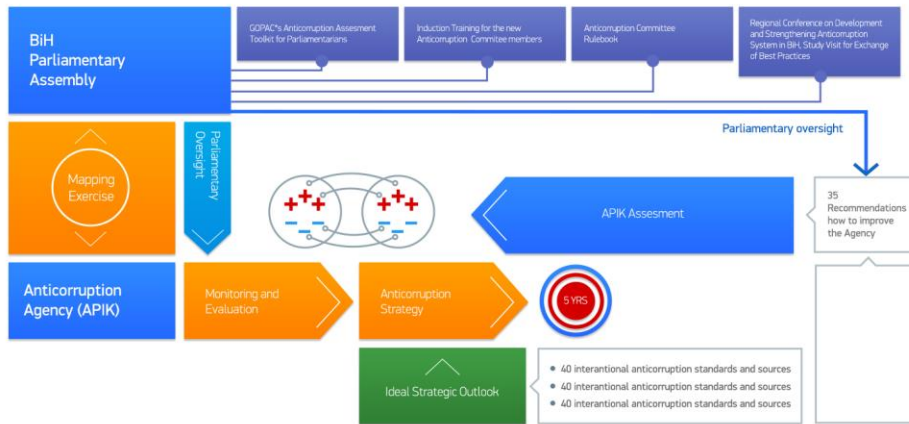 BiH
Parliamentary
Assembly
GOPAC"s Anticorruption Assesment
Toolkit for Parliamentarians
Induction Training for the new
Anticorruption Commitee members
Anticorruption Committee
Rulebook
Regional Conference on Development
and Strengthening Anticorruption
System in BiH, Study Visit for Exchange
of Best Practices
Parliamentary oversight
Mapping
Exercise
Parliamentary
Oversight
+++
+++
APIK Assesment
35
Recommendations
how to improve
the Agency
Anticorruption
Agency (APIK)
Monitoring and
Evaluation
Anticorruption
Strategy
5 YRS
Ideal Strategic Outlook
• 40 interantional anticorruption standards and sources
• 40 interantional anticorruption standards and sources
• 40 interantional anticorruption standards and sources